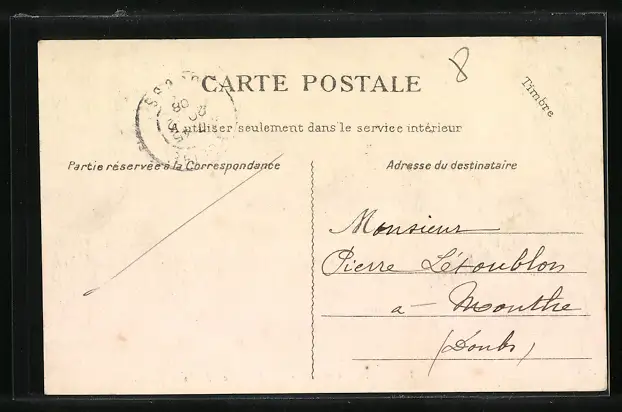 8
CARTE POSTALE
Timbre
A utiliser seulement dans le service intérieur
Partie réservée à la Correspondance
Adresse du destinataire
Monsieur
Pierre Létoublon
a - Mouthe
(Doubs)